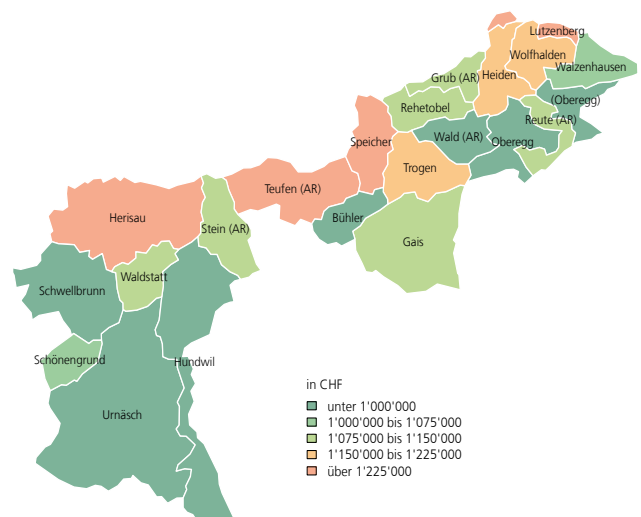 Lutzenberg
Wolfhalden
Walzenhausen
Grub (AR)
Heiden
Rehetobel
(Oberegg)
Reute (AR)
Speicher
Wald (AR)
Oberegg
Trogen
Teufen (AR)
Bühler
Herisau
Stein (AR)
Gais
Waldstatt
Schwellbrunn
Schönengrund
Hundwil
Urnäsch
in CHF
unter 1'000'000
1'000'000 bis 1'075'000
1'075'000 bis 1'150'000
1'150'000 bis 1'225'000
über 1'225'000